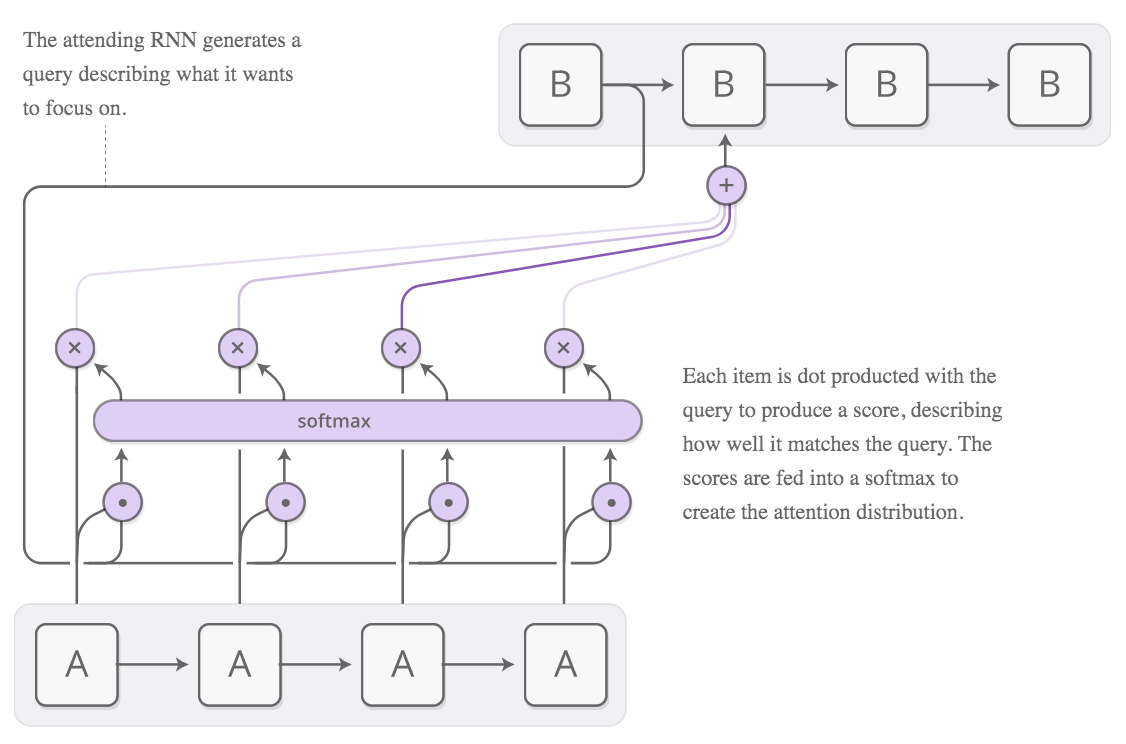 The attending RNN generates a
query describing what it wants
to focus on.
B
B
B
B
+
×
×
×
×
Each item is dot producted with the
query to produce a score, describing
how well it matches the query. The
scores are fed into a softmax to
create the attention distribution.
softmax
•
•
•
•
A
A
A
A